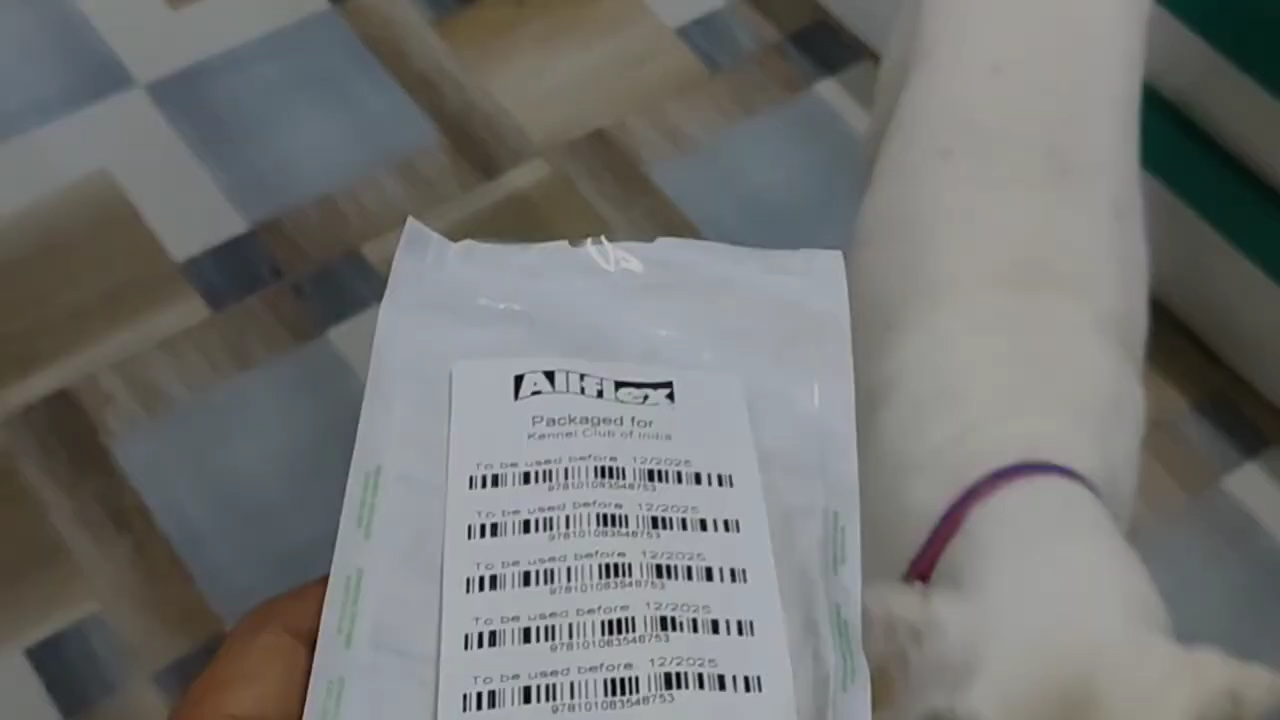 Allflex
Packaged for
Kennel Club of India
To be used before 12/2025
978101083548753
To be used before 12/2025
978101083548753
To be used before 12/2025
978101083548753
To be used before 12/2025
978101083548753
To be used before 12/2025
978101083548753